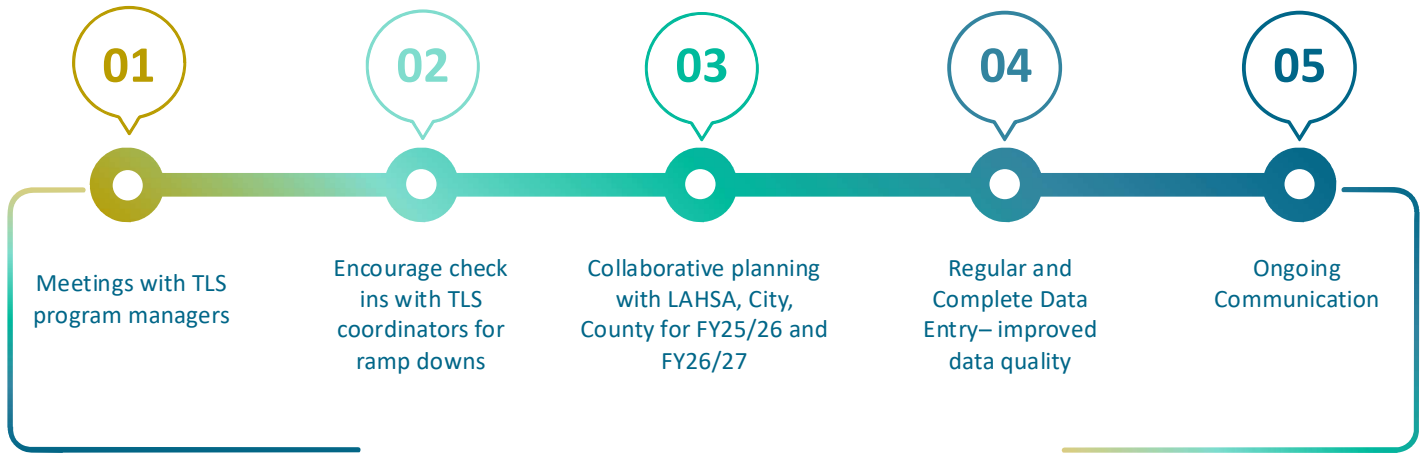 01
Meetings with TLS
program managers
02
Encourage check
ins with TLS
coordinators for
ramp downs
03
Collaborative planning
with LAHSA, City,
County for FY25/26 and
FY26/27
04
Regular and
Complete Data
Entry– improved
data quality
05
Ongoing
Communication